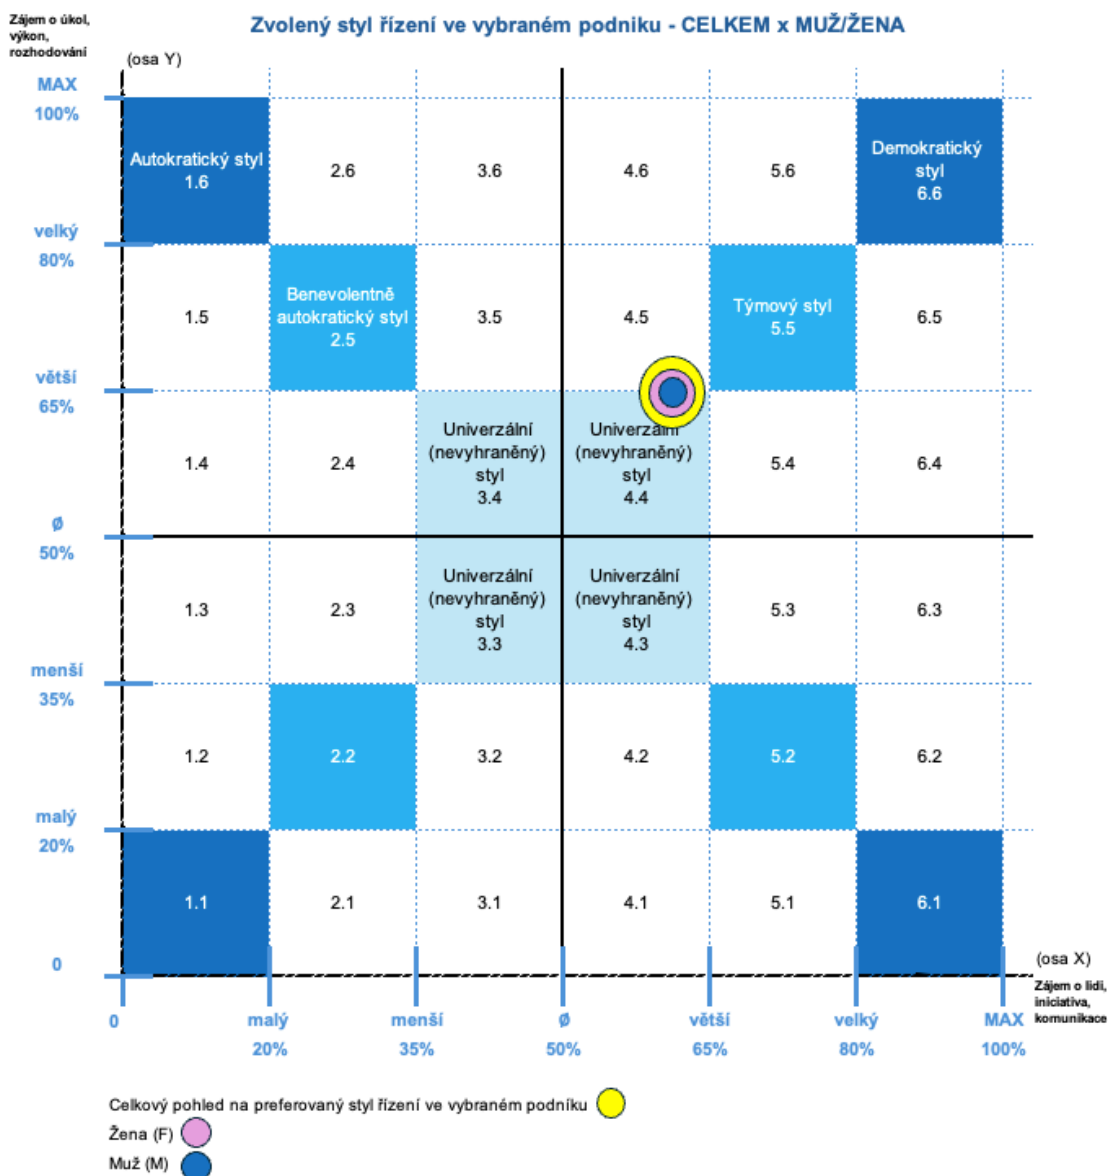 Zájem o úkol,
výkon,
rozhodování
Zvolený styl řízení ve vybraném podniku - CELKEM x MUŽ/ŽENA
(osa Y)
MAX
100%
Autokratický styl
1.6
2.6
3.6
4.6
5.6
Demokratický
styl
6.6
velký
80%
1.5
Benevolentně
autokratický styl
2.5
3.5
4.5
Týmový styl
5.5
6.5
větší
65%
1.4
2.4
Univerzální
(nevyhraněný)
styl
3.4
Univerzální
(nevyhraněný)
styl
4.4
5.4
6.4
Ø
50%
1.3
2.3
Univerzální
(nevyhraněný)
styl
3.3
Univerzální
(nevyhraněný)
styl
4.3
5.3
6.3
menší
35%
1.2
2.2
3.2
4.2
5.2
6.2
malý
20%
1.1
2.1
3.1
4.1
5.1
6.1
0
(osa X)
Zájem o lidi,
iniciativa,
komunikace
0
malý
20%
menší
35%
Ø
50%
větší
65%
velký
80%
MAX
100%
Celkový pohled na preferovaný styl řízení ve vybraném podníku
Žena (F)
Muž (M)